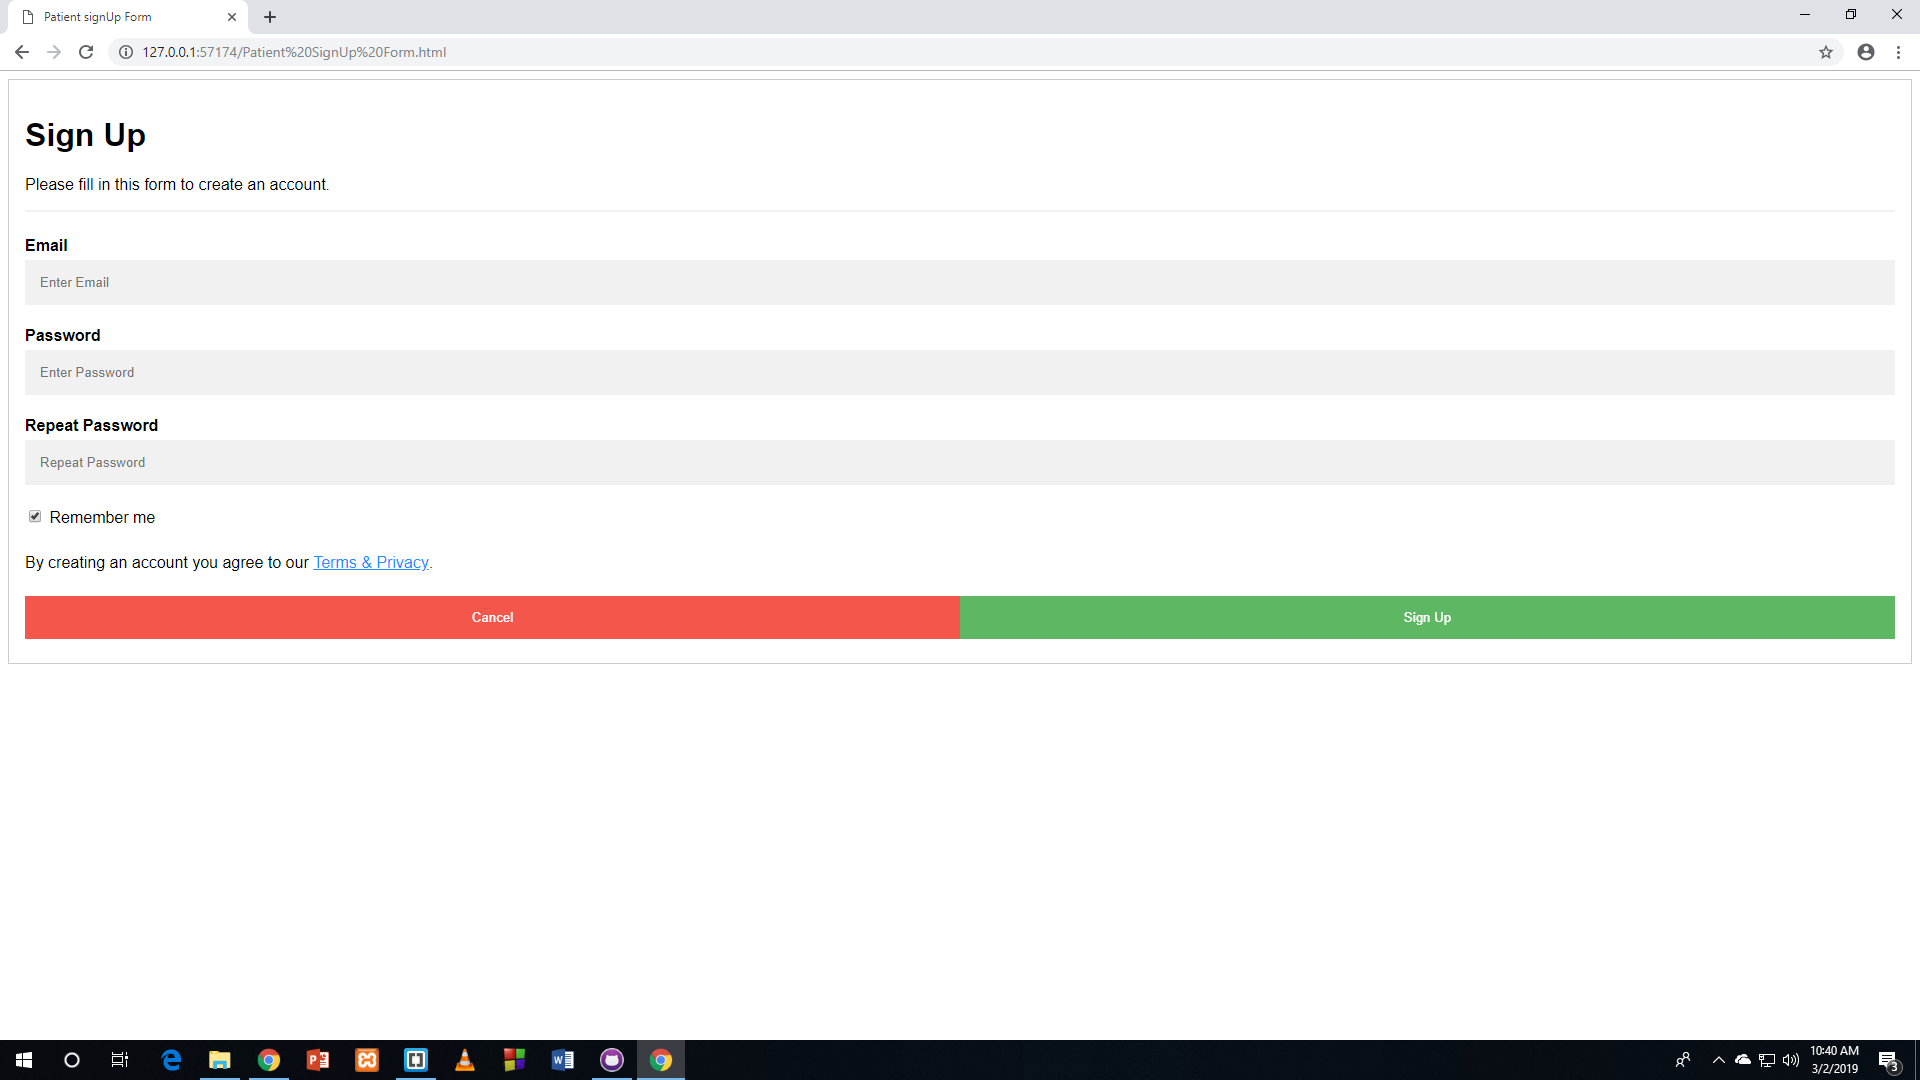 Patient signUp Form
127.0.0.1:57174/Patient%20SignUp%20Form.html
Sign Up
Please fill in this form to create an account.
Email
Enter Email
Password
Enter Password
Repeat Password
Repeat Password
Remember me
By creating an account you agree to our Terms & Privacy.
Cancel
Sign Up
10:40 AM
3/2/2019
3